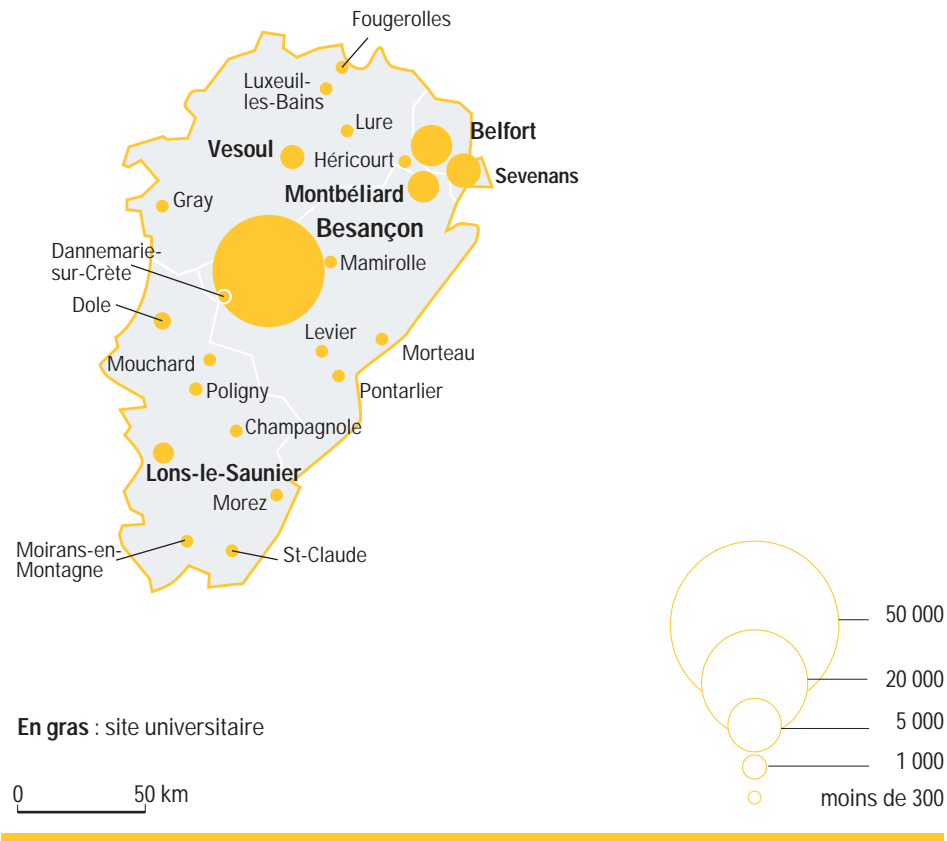 Fougerolles
Luxeuil-
les-Bains
Lure
Belfort
Vesoul
Héricourt
Sevenans
Montbéliard
Gray
Besançon
Dannemarie-
sur-Crète
Mamirolle
Dole
Levier
Morteau
Mouchard
Poligny
Pontarlier
Champagnole
Lons-le-Saunier
Morez
Moirans-en-
Montagne
St-Claude
50 000
20 000
5 000
1 000
moins de 300
En gras : site universitaire
0 50 km